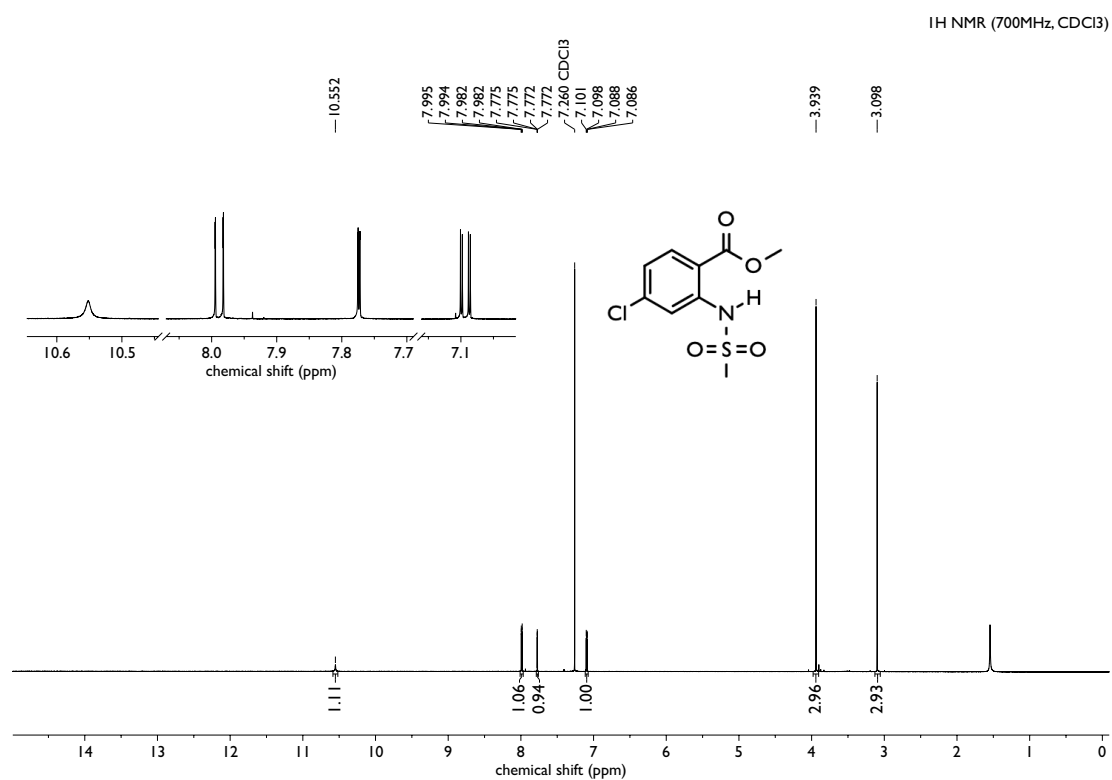 1H NMR (700MHz, CDCl3)
10.552
7.995
7.994
7.982
7.982
7.775
7.775
7.772
7.772
7.260 CDCl3
7.101
7.098
7.088
7.086
3.939
3.098
10.6 10.5 8.0 7.9 7.8 7.7 7.1
chemical shift (ppm)
O
O
Cl
N
H
O=S=O
1.11
1.06
0.94
1.00
2.96
2.93
14 13 12 11 10 9 8 7 6 5 4 3 2 1 0
chemical shift (ppm)